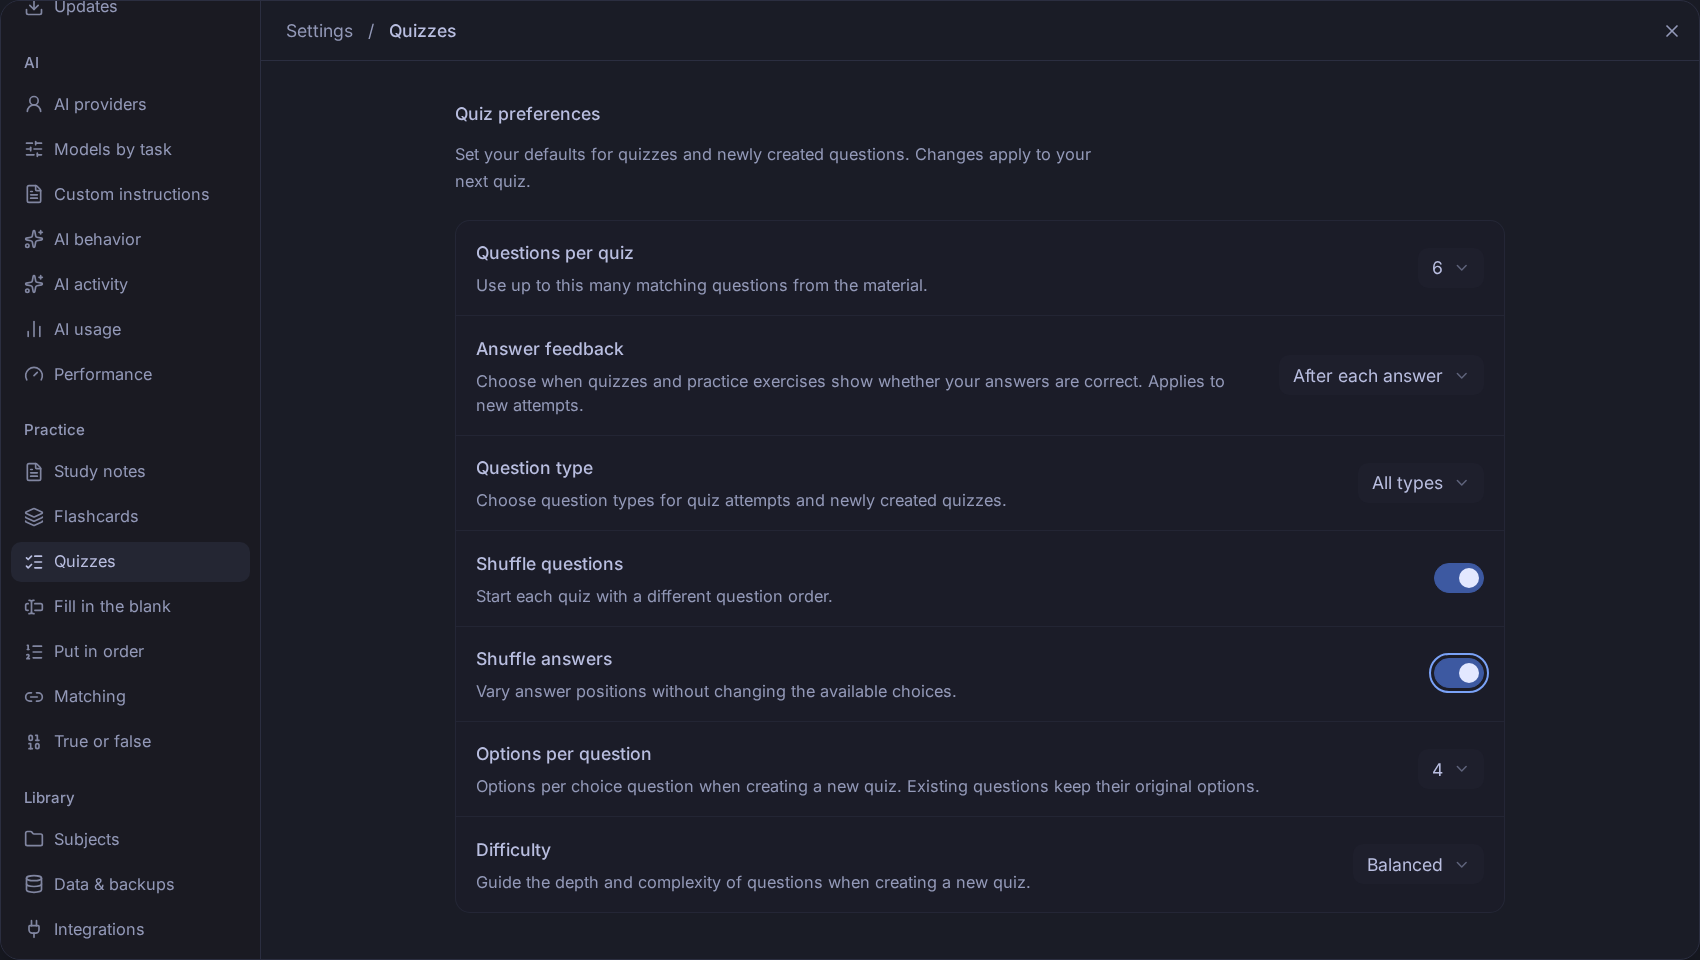 Updates
AI
AI providers
Models by task
Custom instructions
AI behavior
AI activity
AI usage
Performance
Practice
Study notes
Flashcards
Quizzes
Fill in the blank
Put in order
Matching
True or false
Library
Subjects
Data & backups
Integrations
Settings / Quizzes
Quiz preferences
Set your defaults for quizzes and newly created questions. Changes apply to your
next quiz.
Questions per quiz
Use up to this many matching questions from the material.
6
Answer feedback
Choose when quizzes and practice exercises show whether your answers are correct. Applies to
new attempts.
After each answer
Question type
Choose question types for quiz attempts and newly created quizzes.
All types
Shuffle questions
Start each quiz with a different question order.
Shuffle answers
Vary answer positions without changing the available choices.
Options per question
Options per choice question when creating a new quiz. Existing questions keep their original options.
4
Difficulty
Guide the depth and complexity of questions when creating a new quiz.
Balanced